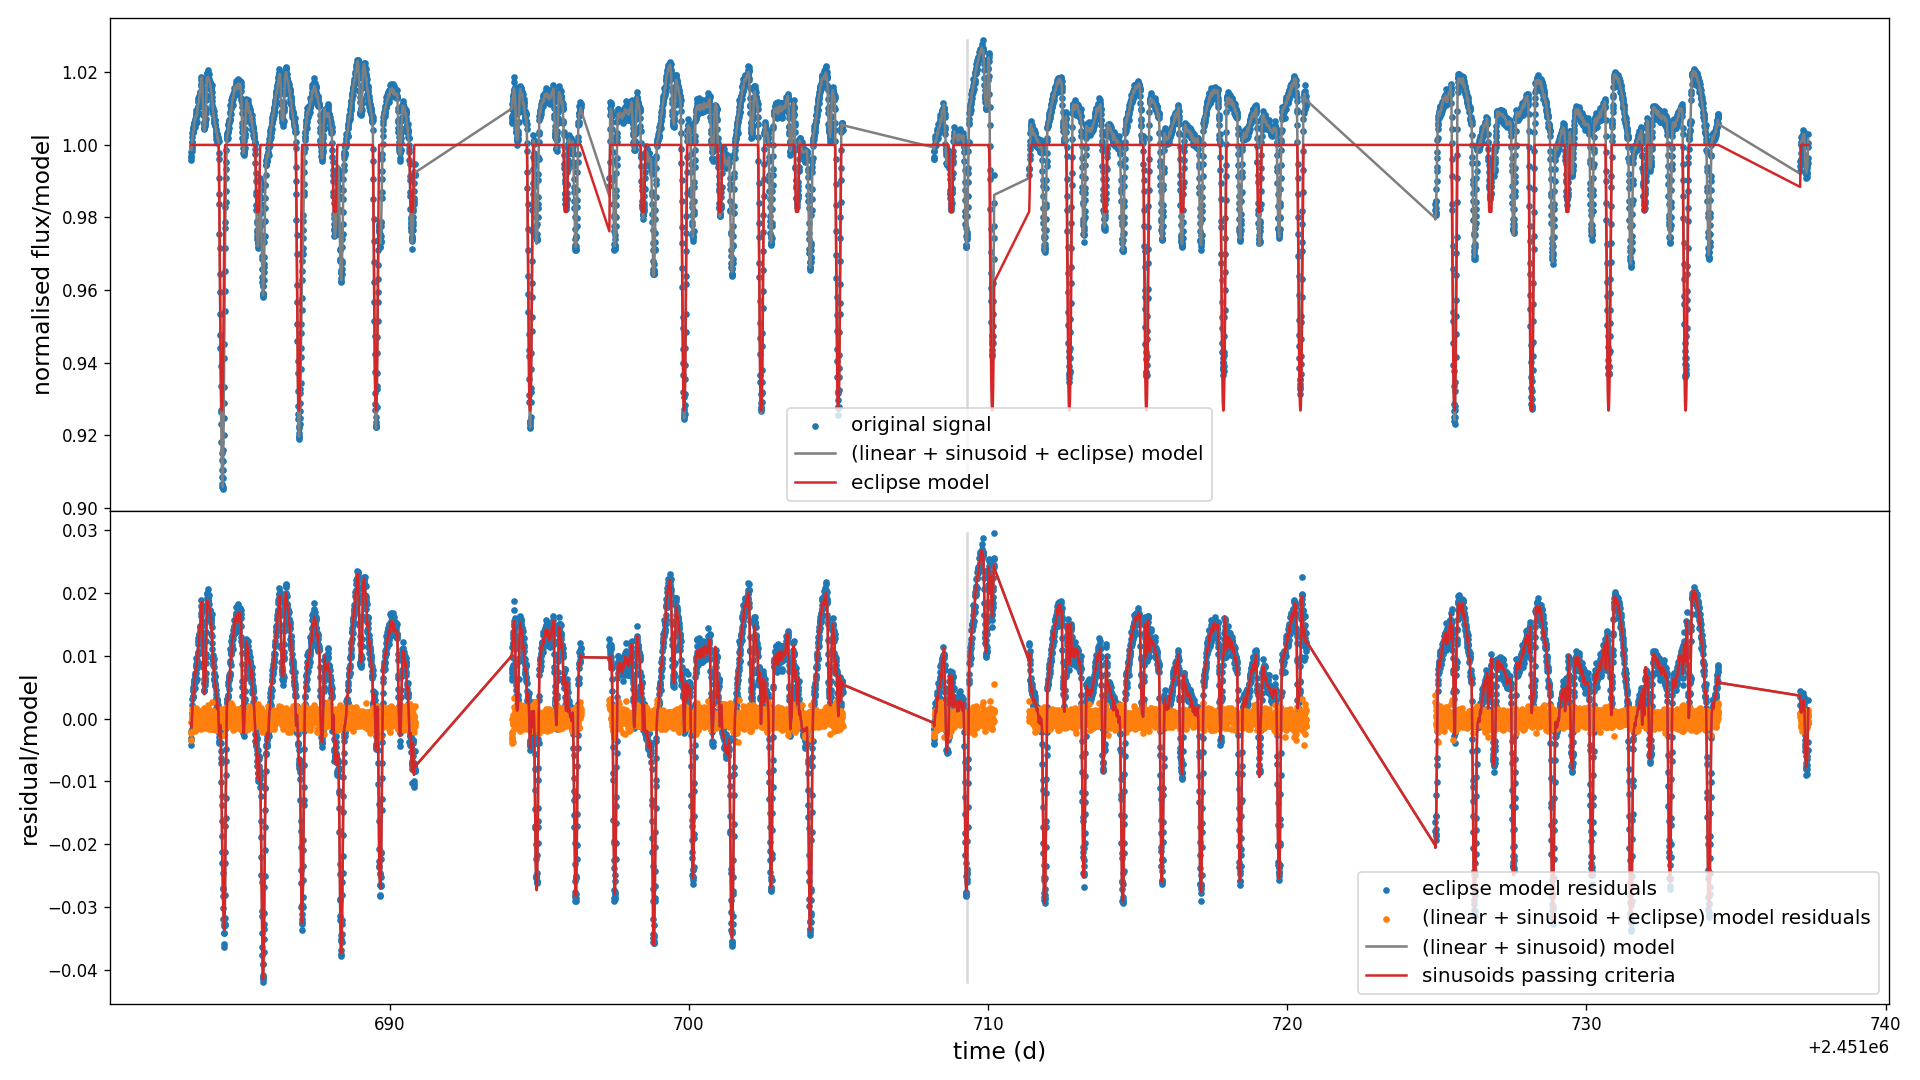 normalised flux/model
1.02
1.00
0.98
0.96
0.94
0.92
0.90
original signal
(linear + sinusoid + eclipse) model
eclipse model
residual/model
0.03
0.02
0.01
0.00
−0.01
−0.02
−0.03
−0.04
eclipse model residuals
(linear + sinusoid + eclipse) model residuals
(linear + sinusoid) model
sinusoids passing criteria
690 700 710 720 730 740
time (d)
+2.451e6